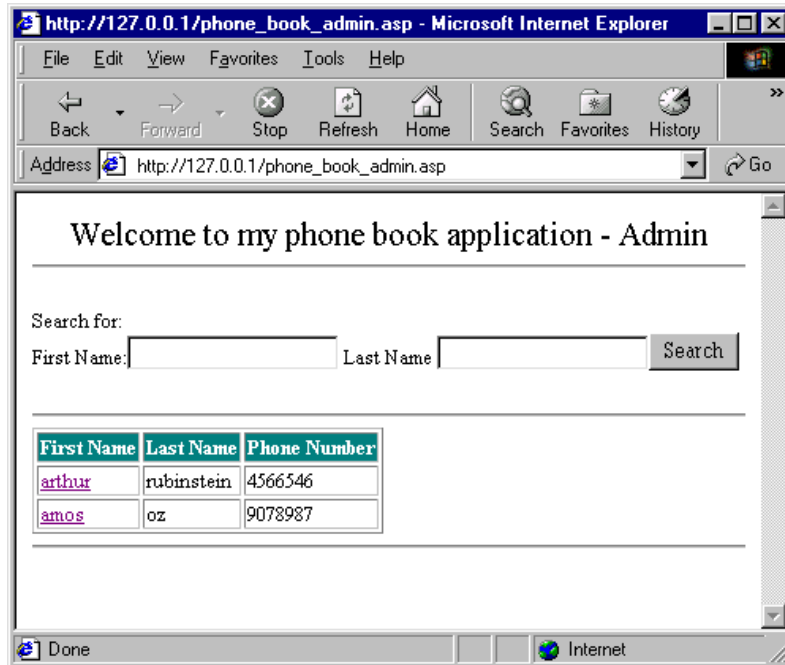 http://127.0.0.1/phone_book_admin.asp - Microsoft Internet Explorer
File Edit View Favorites Tools Help
Back Forward Stop Refresh Home Search Favorites History »
Address http://127.0.0.1/phone_book_admin.asp Go
Welcome to my phone book application - Admin
Search for:
First Name: Last Name Search
First Name Last Name Phone Number
arthur rubinstein 4566546
amos oz 9078987
Done Internet